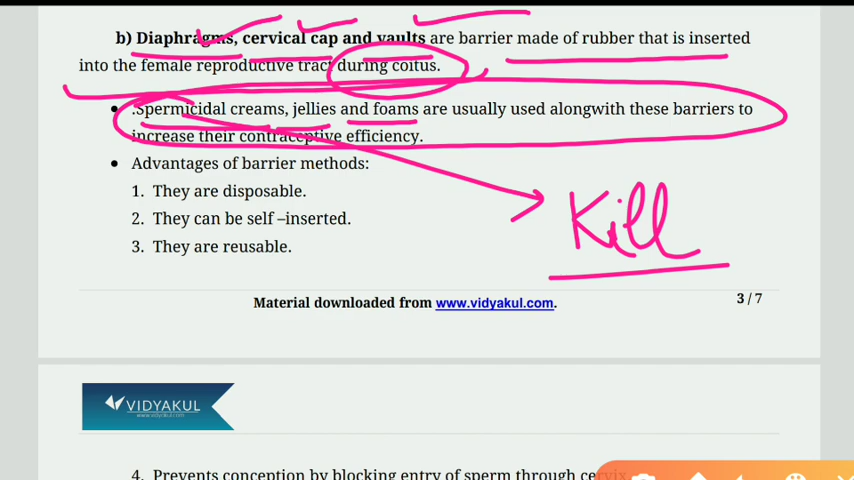 b) Diaphragms, cervical cap and vaults are barrier made of rubber that is inserted
into the female reproductive tract during coitus.
• .Spermicidal creams, jellies and foams are usually used alongwith these barriers to
increase their contraceptive efficiency.
• Advantages of barrier methods:
1. They are disposable.
2. They can be self –inserted.
3. They are reusable.
Kill
Material downloaded from www.vidyakul.com.
3 / 7
VIDYAKUL
www.vidyakul.com
4. Prevents conception by blocking entry of sperm through cervix